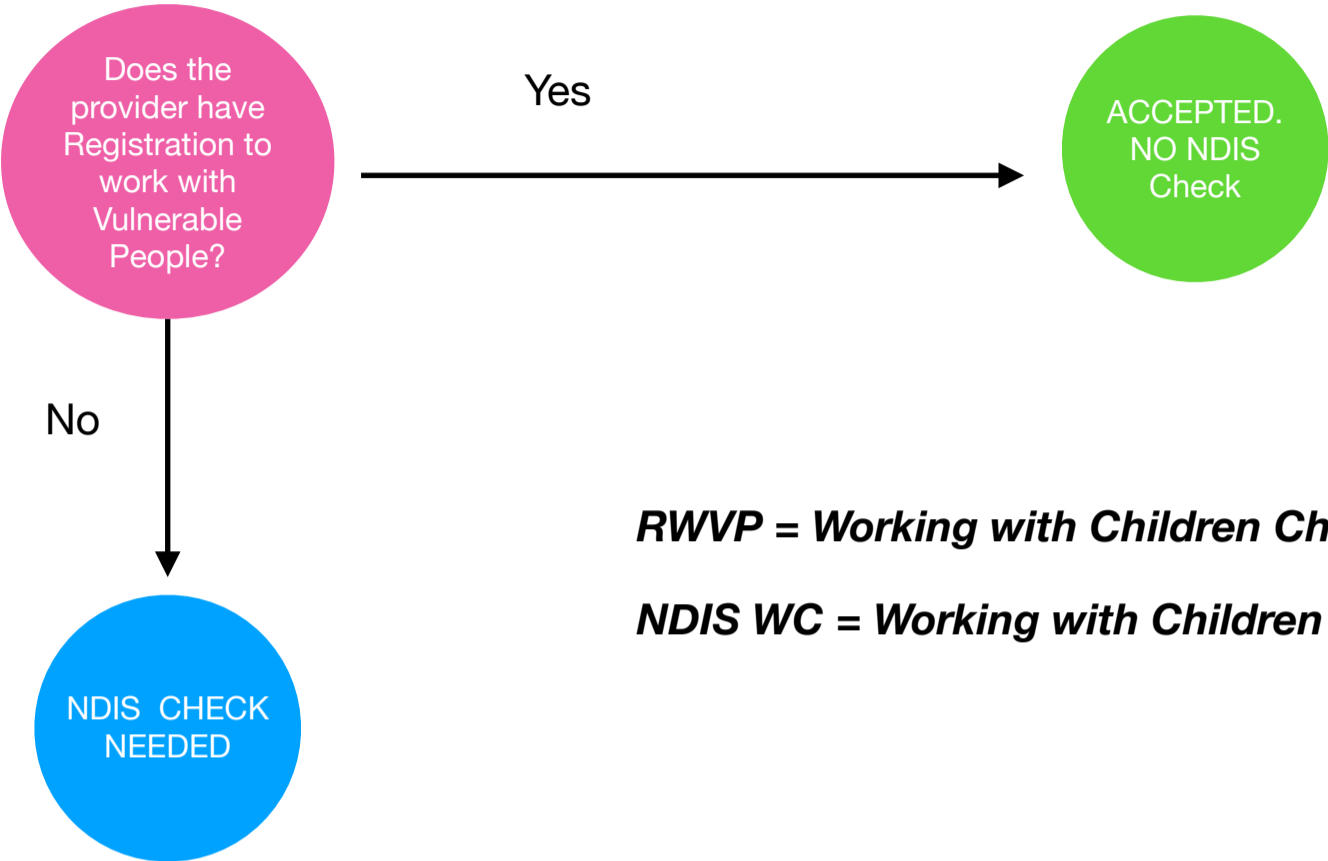 Does the
provider have
Registration to
work with
Vulnerable
People?
Yes
ACCEPTED.
NO NDIS
Check
No
RWVP = Working with Children Ch
NDIS WC = Working with Children
NDIS CHECK
NEEDED